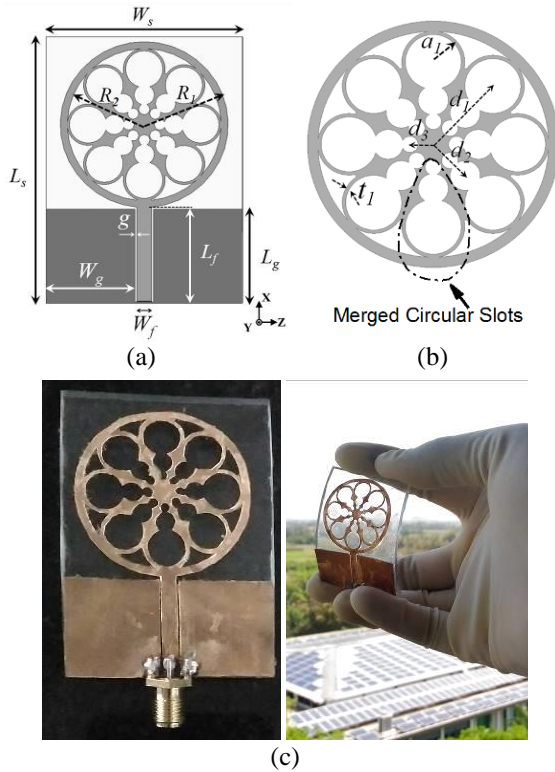 W_s
R_2 R_1
L_s
g
L_f
L_g
W_g
W_f
X
Y Z
(a)
a_1
d_1
d_3
d_2
t_1
Merged Circular Slots
(b)
(c)